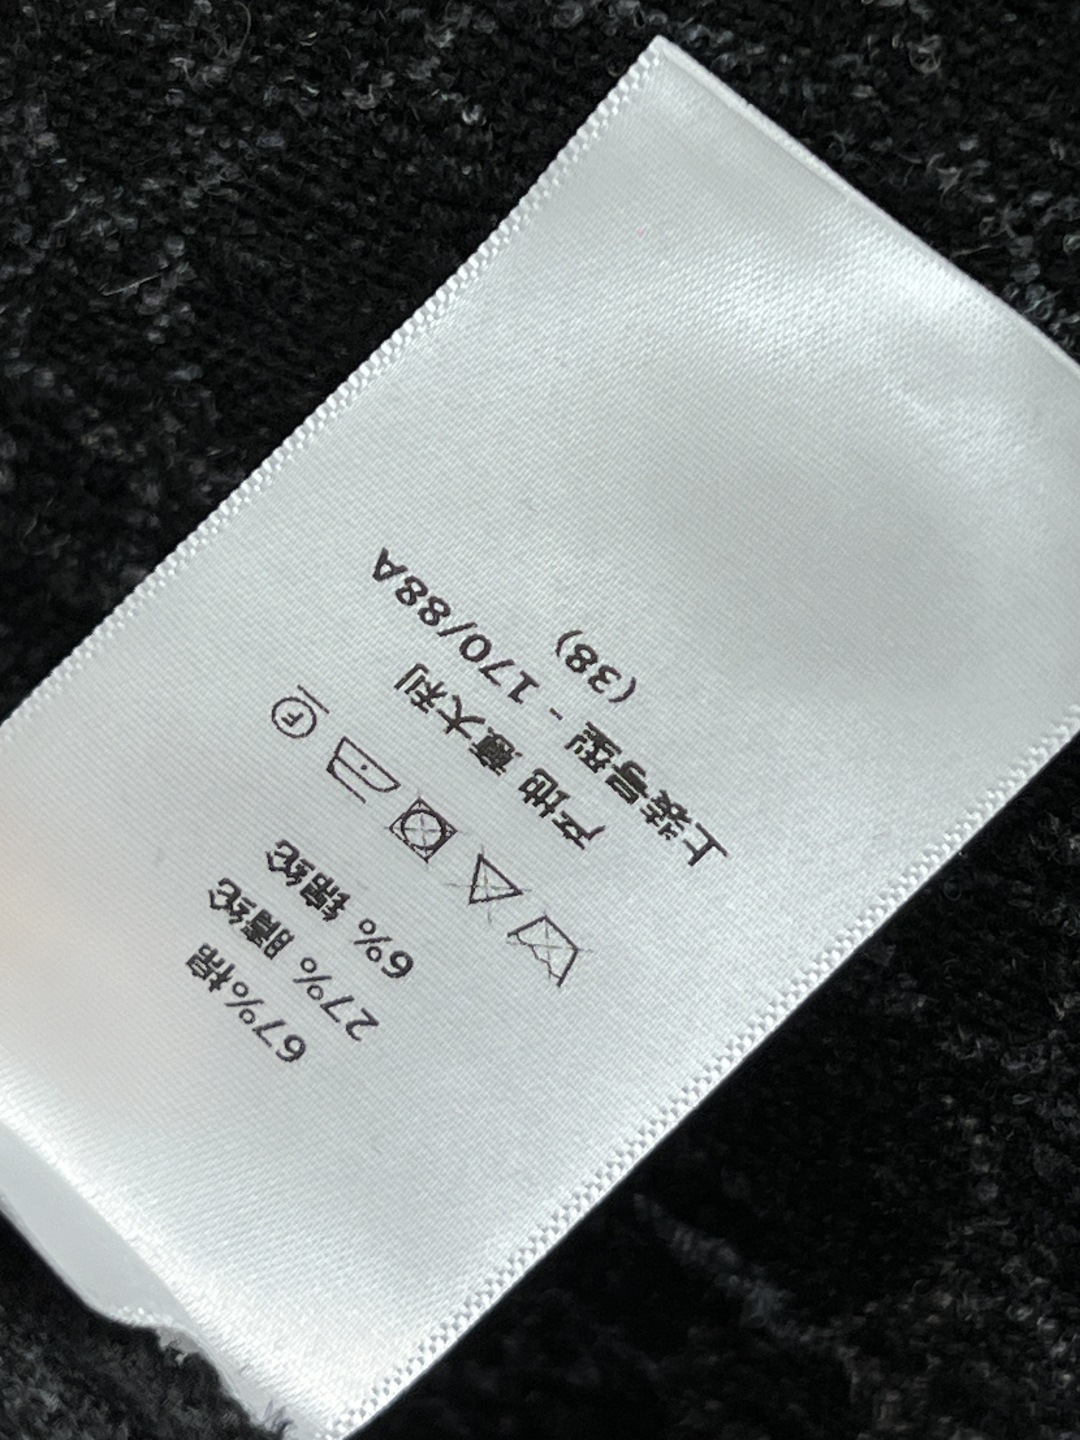 67%棉
27% 腈纶
6% 锦纶
F
产地 意大利
上装号型 - 170/88A
(38)